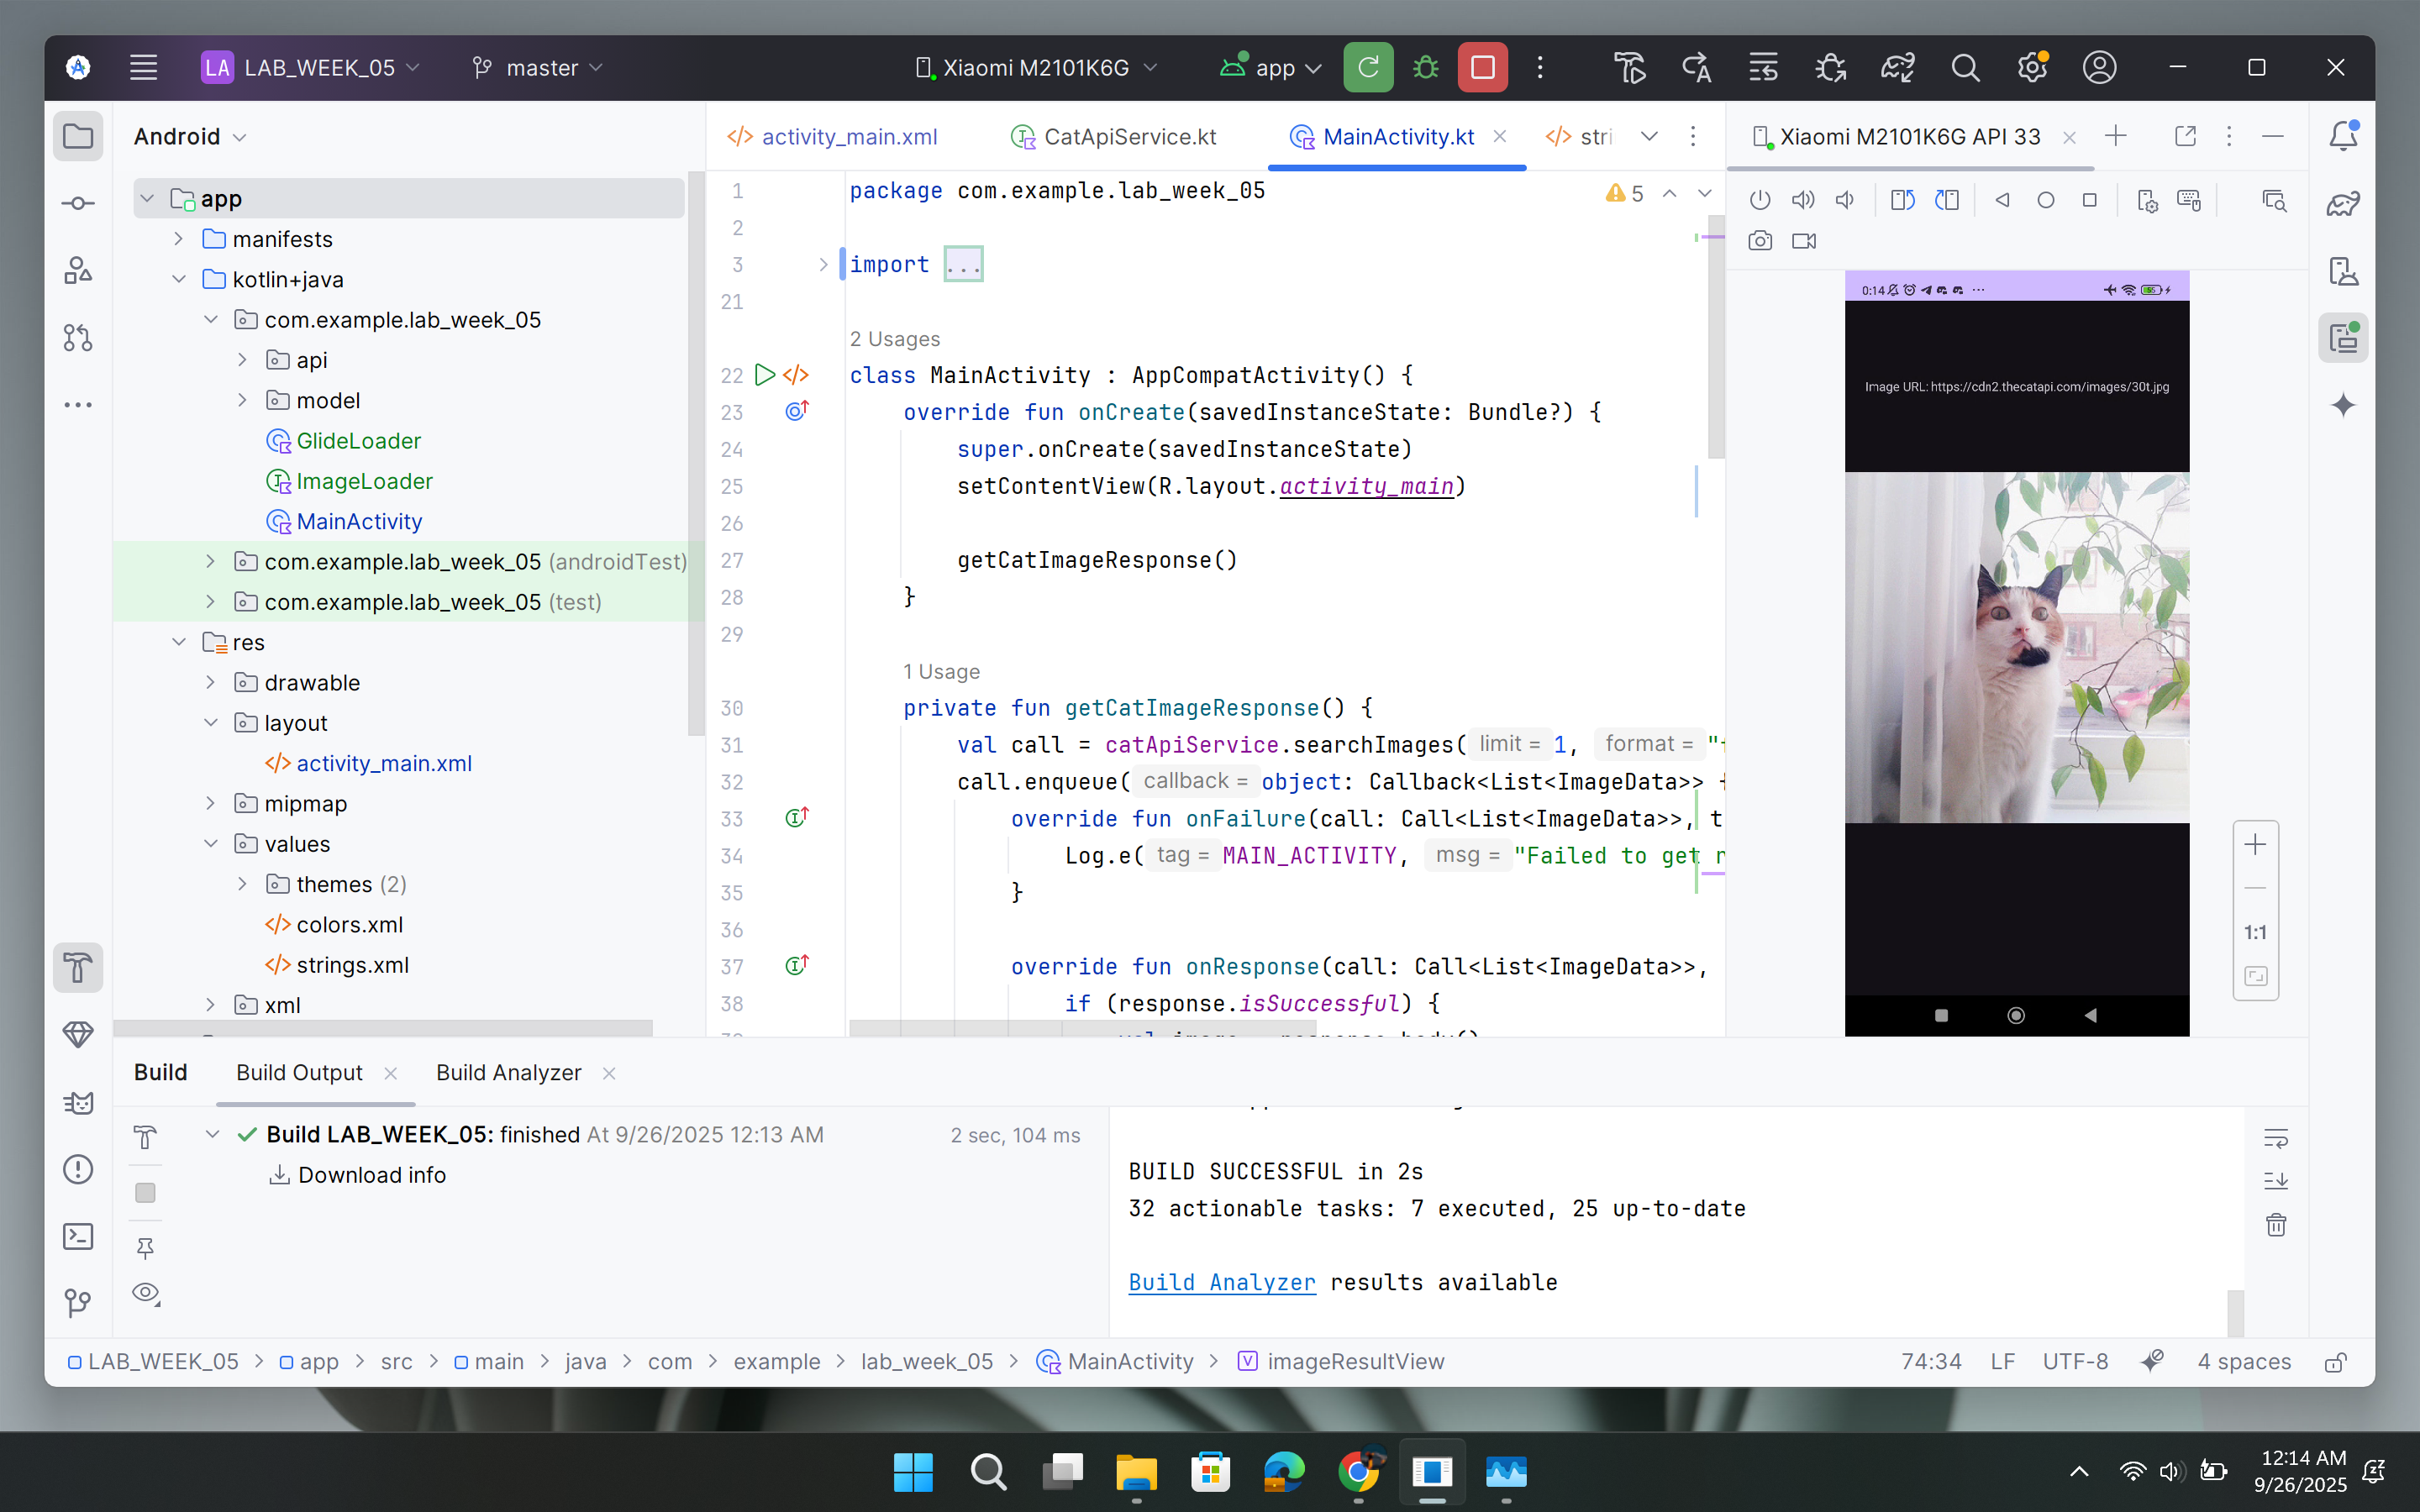 LA LAB_WEEK_05
master
Xiaomi M2101K6G
app
Android
app
manifests
kotlin+java
com.example.lab_week_05
api
model
GlideLoader
ImageLoader
MainActivity
com.example.lab_week_05 (androidTest)
com.example.lab_week_05 (test)
res
drawable
layout
activity_main.xml
mipmap
values
themes (2)
colors.xml
strings.xml
xml
activity_main.xml
CatApiService.kt
MainActivity.kt
stri
5
1 package com.example.lab_week_05
2
3 import ...
21
2 Usages
22 class MainActivity : AppCompatActivity() {
23 override fun onCreate(savedInstanceState: Bundle?) {
24 super.onCreate(savedInstanceState)
25 setContentView(R.layout.activity_main)
26
27 getCatImageResponse()
28 }
29
1 Usage
30 private fun getCatImageResponse() {
31 val call = catApiService.searchImages( limit = 1, format = "
32 call.enqueue( callback = object: Callback<List<ImageData>> {
33 override fun onFailure(call: Call<List<ImageData>>, t
34 Log.e( tag = MAIN_ACTIVITY, msg = "Failed to get r
35 }
36
37 override fun onResponse(call: Call<List<ImageData>>,
38 if (response.isSuccessful) {
Xiaomi M2101K6G API 33
0:14
55
Image URL: https://cdn2.thecatapi.com/images/30t.jpg
1:1
Build
Build Output
Build Analyzer
Build LAB_WEEK_05: finished At 9/26/2025 12:13 AM 2 sec, 104 ms
Download info
BUILD SUCCESSFUL in 2s
32 actionable tasks: 7 executed, 25 up-to-date
Build Analyzer results available
LAB_WEEK_05 > app > src > main > java > com > example > lab_week_05 > MainActivity > imageResultView
74:34 LF UTF-8 4 spaces
12:14 AM
9/26/2025